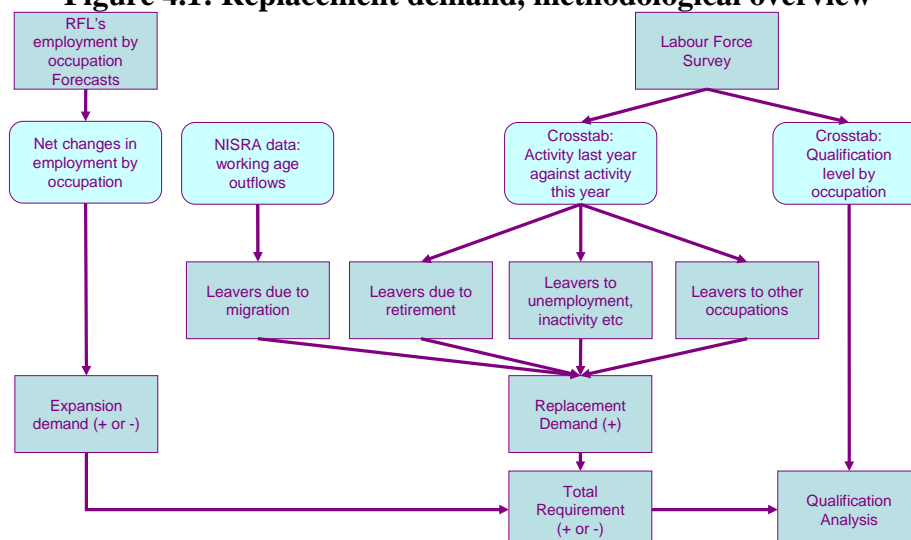 Figure 4.1: Replacement demand, methodological overview
RFL's
employment by
occupation
Forecasts
Labour Force
Survey
Net changes in
employment by
occupation
NISRA data:
working age
outflows
Crosstab:
Activity last year
against activity
this year
Crosstab:
Qualification
level by
occupation
Leavers due to
migration
Leavers due to
retirement
Leavers to
unemployment,
inactivity etc
Leavers to other
occupations
Expansion
demand (+ or -)
Replacement
Demand (+)
Total
Requirement
(+ or -)
Qualification
Analysis